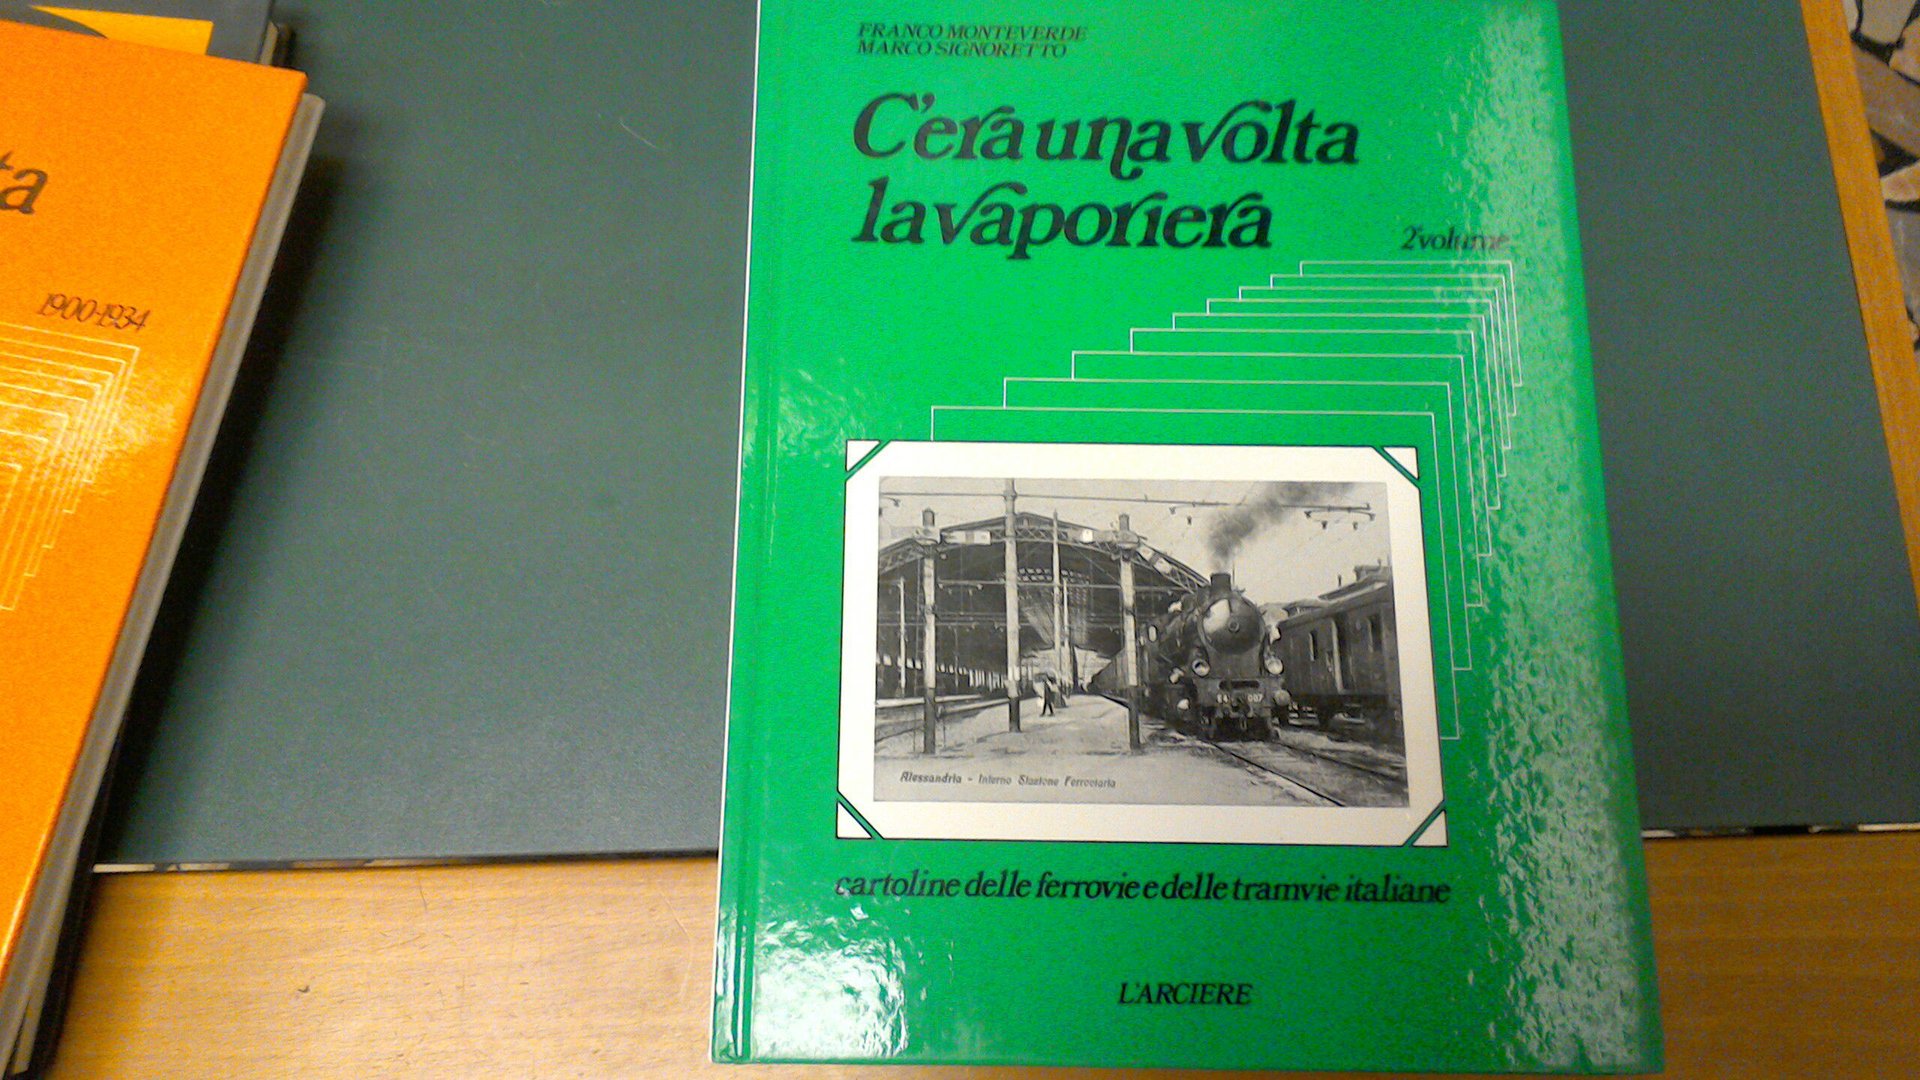 FRANCO MONTEVERDE
MARCO SIGNORETTO
C'era una volta
la vaporiera
2°volume
Alessandria - Interno Stazione Ferroviaria
cartoline delle ferrovie e delle tramvie italiane
L'ARCIERE
ta
1900-1934